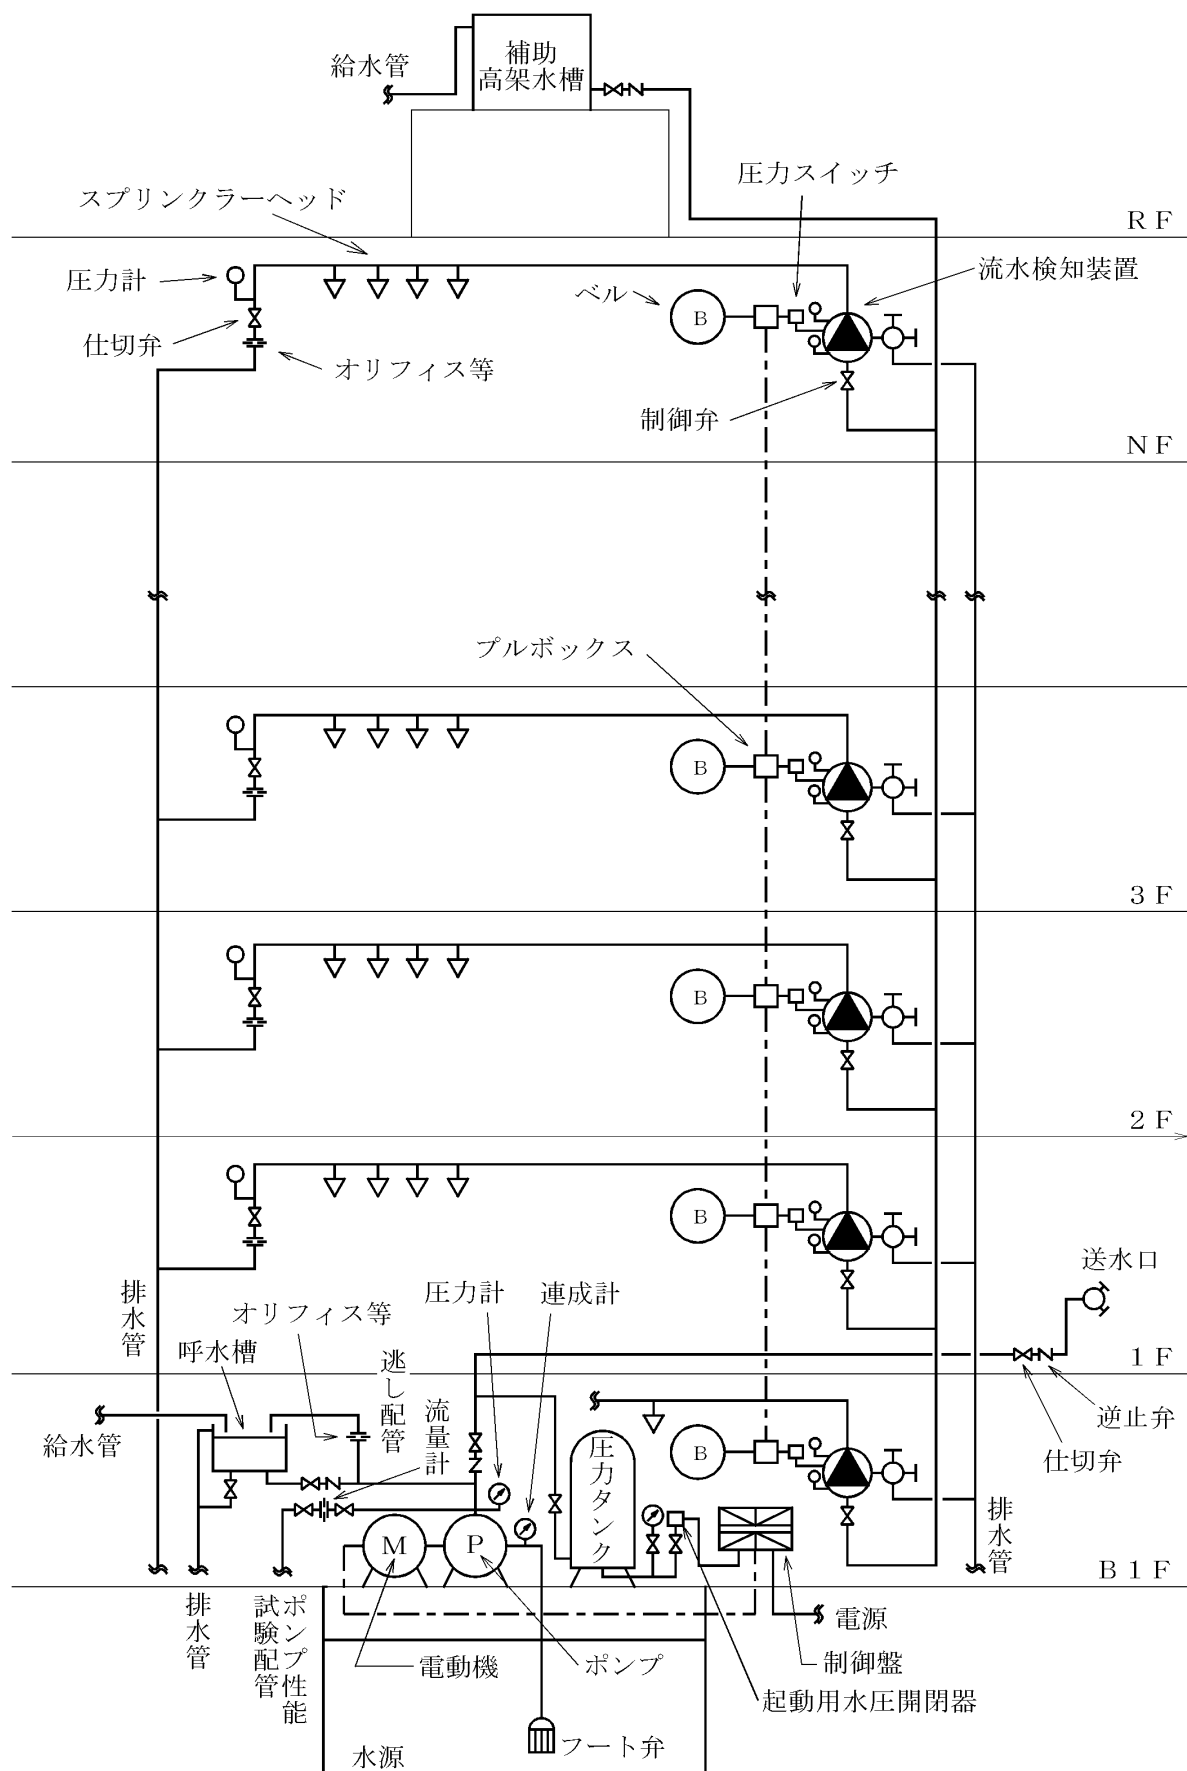 補助
高架水槽
給水管
圧力スイッチ
スプリンクラーヘッド
ＲＦ
圧力計
ベル
流水検知装置
B
仕切弁
オリフィス等
制御弁
ＮＦ
プルボックス
B
３Ｆ
B
２Ｆ
B
送水口
排水管
圧力計
連成計
オリフィス等
呼水槽
逃し配管
１Ｆ
流量計
逆止弁
給水管
仕切弁
B
圧力タンク
排水管
M
P
Ｂ１Ｆ
排水管
ポンプ性能
試験配管
電源
電動機
ポンプ
制御盤
起動用水圧開閉器
フート弁
水源